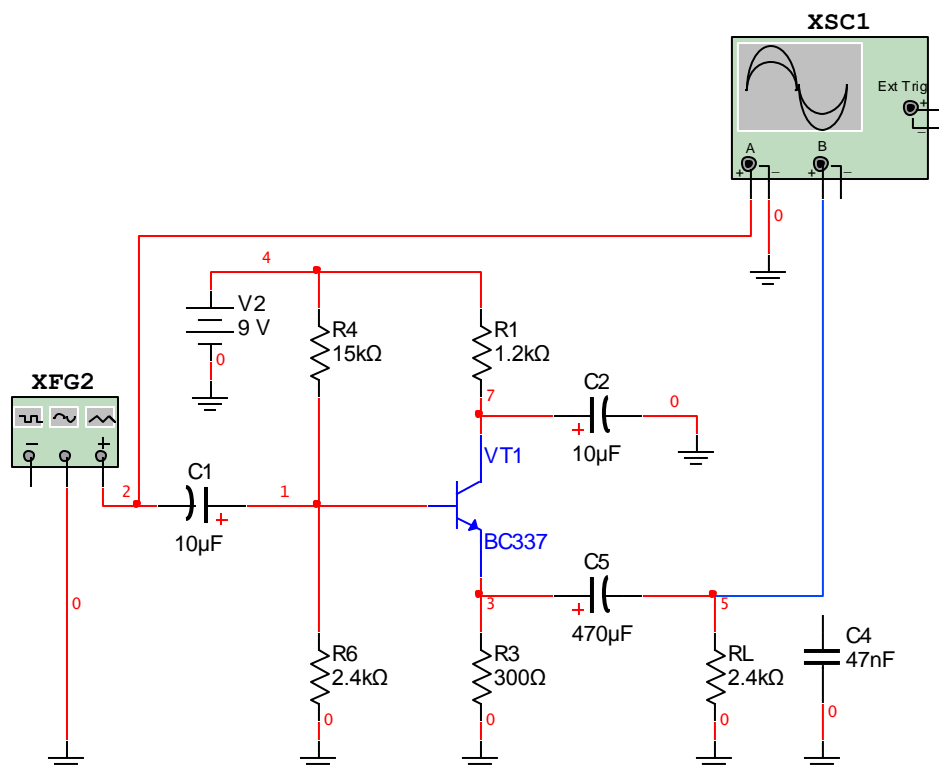 XSC1
Ext Trig
+
_
A
B
+
_
+
_
0
4
V2
9 V
0
R4
15kΩ
R1
1.2kΩ
7
C2
+
10µF
0
XFG2
_
+
2
C1
+
10µF
1
VT1
BC337
3
C5
+
470µF
5
0
R6
2.4kΩ
0
R3
300Ω
0
RL
2.4kΩ
0
C4
47nF
0